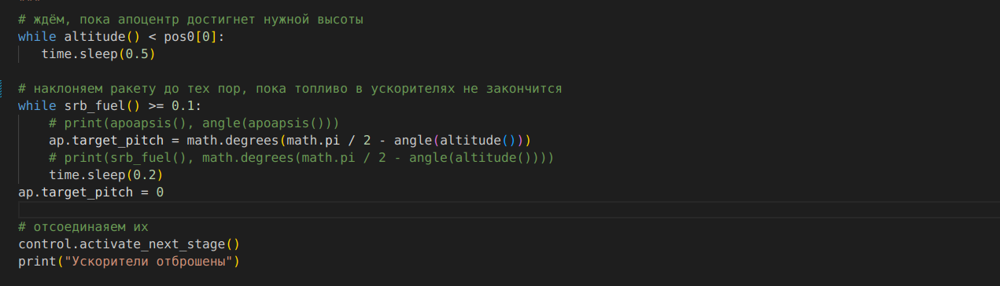 # ждём, пока апоцентр достигнет нужной высоты
while altitude() < pos0[0]:
time.sleep(0.5)
# наклоняем ракету до тех пор, пока топливо в ускорителях не закончится
while srb_fuel() >= 0.1:
# print(apoapsis(), angle(apoapsis()))
ap.target_pitch = math.degrees(math.pi / 2 - angle(altitude()))
# print(srb_fuel(), math.degrees(math.pi / 2 - angle(altitude())))
time.sleep(0.2)
ap.target_pitch = 0
# отсоединаяем их
control.activate_next_stage()
print("Ускорители отброшены")